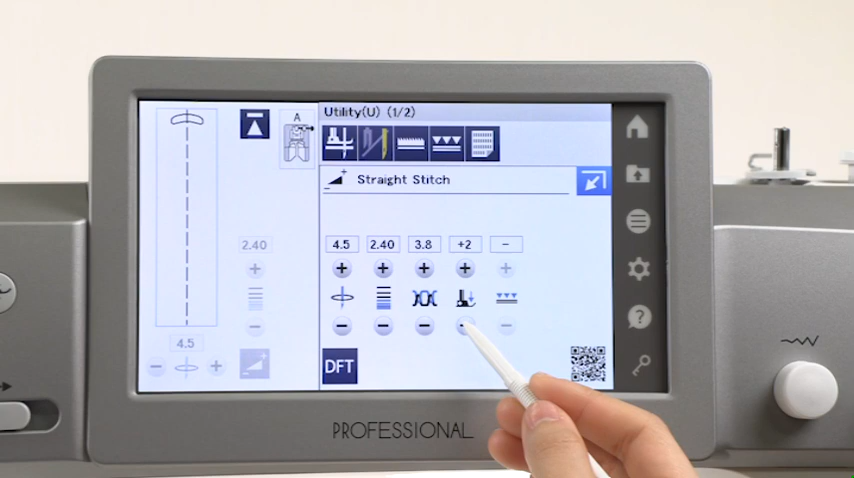 A
Utility(U) (1/2)
Straight Stitch
2.40
4.5 2.40 3.8 +2 -
4.5
DFT
?
PROFESSIONAL